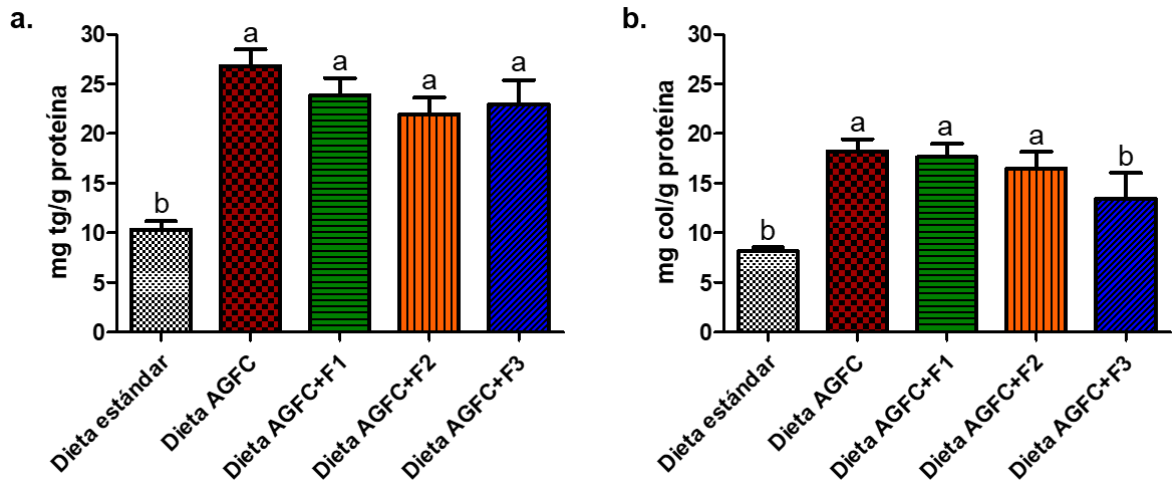 a.
mg tg/g proteína
30
25
20
15
10
5
0
b
a
a
a
a
Dieta estándar
Dieta AGFC
Dieta AGFC+F1
Dieta AGFC+F2
Dieta AGFC+F3
b.
mg col/g proteína
30
25
20
15
10
5
0
b
a
a
a
b
Dieta estándar
Dieta AGFC
Dieta AGFC+F1
Dieta AGFC+F2
Dieta AGFC+F3